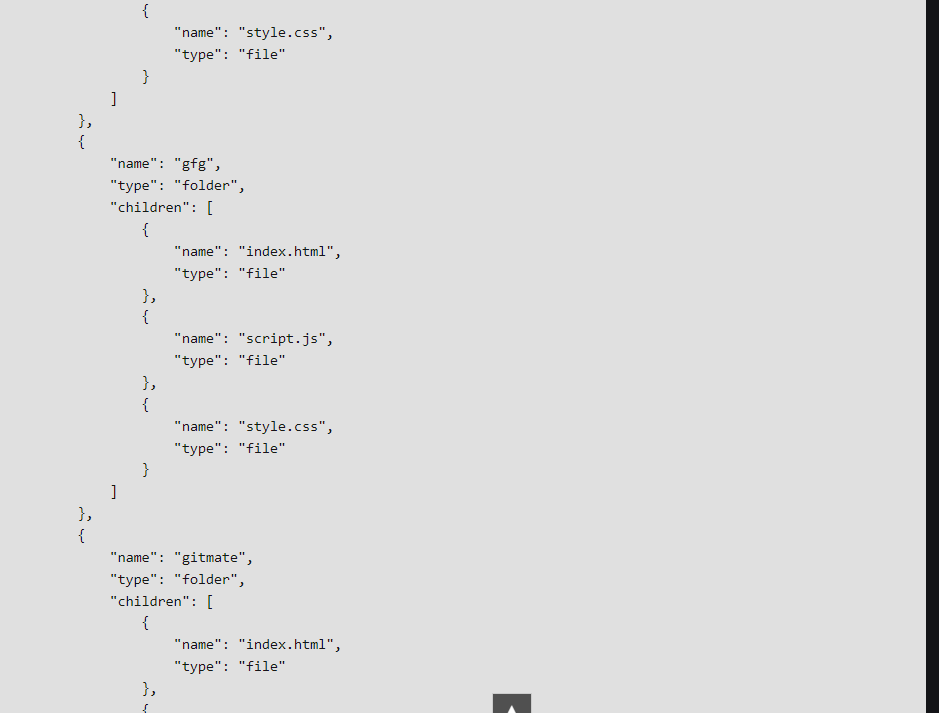 {
"name": "style.css",
"type": "file"
}
]
},
{
"name": "gfg",
"type": "folder",
"children": [
{
"name": "index.html",
"type": "file"
},
{
"name": "script.js",
"type": "file"
},
{
"name": "style.css",
"type": "file"
}
]
},
{
"name": "gitmate",
"type": "folder",
"children": [
{
"name": "index.html",
"type": "file"
},
{